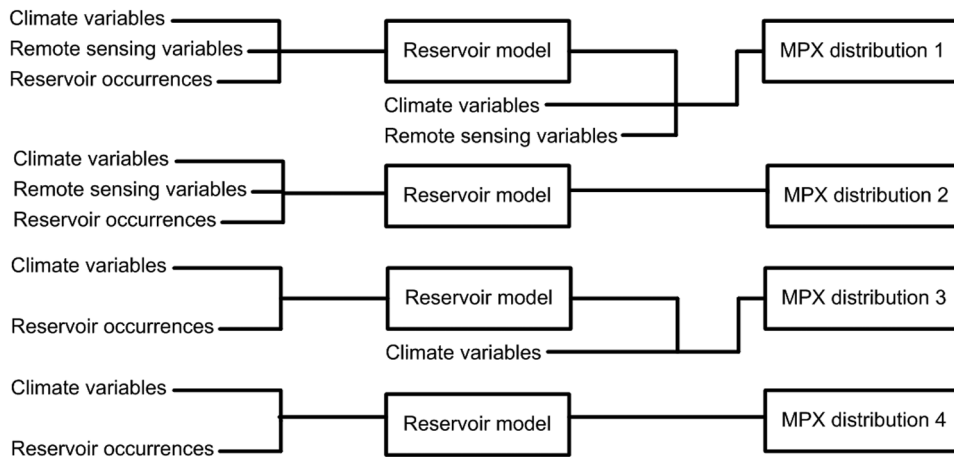 Climate variables
Remote sensing variables
Reservoir occurrences
Reservoir model
Climate variables
Remote sensing variables
MPX distribution 1
Climate variables
Remote sensing variables
Reservoir occurrences
Reservoir model
MPX distribution 2
Climate variables
Reservoir occurrences
Reservoir model
Climate variables
MPX distribution 3
Climate variables
Reservoir occurrences
Reservoir model
MPX distribution 4